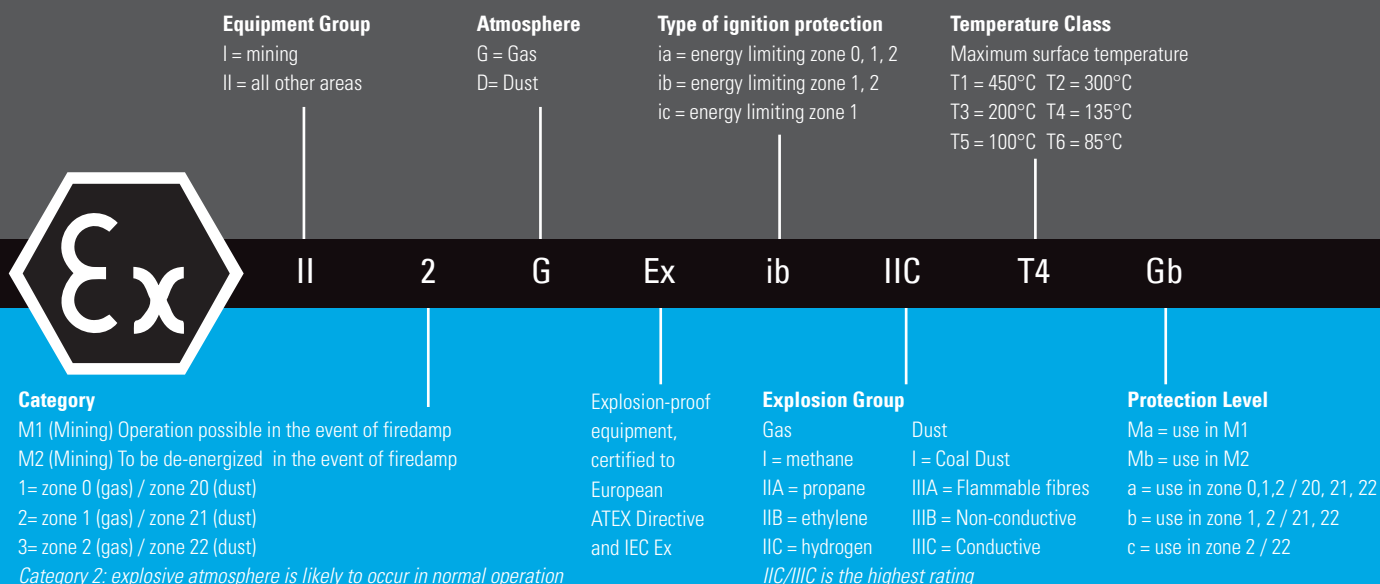 Equipment Group
I = mining
II = all other areas
Atmosphere
G = Gas
D= Dust
Type of ignition protection
ia = energy limiting zone 0, 1, 2
ib = energy limiting zone 1, 2
ic = energy limiting zone 1
Temperature Class
Maximum surface temperature
T1 = 450°C T2 = 300°C
T3 = 200°C T4 = 135°C
T5 = 100°C T6 = 85°C
Ex
II 2 G Ex ib IIC T4 Gb
Category
M1 (Mining) Operation possible in the event of firedamp
M2 (Mining) To be de-energized in the event of firedamp
1= zone 0 (gas) / zone 20 (dust)
2= zone 1 (gas) / zone 21 (dust)
3= zone 2 (gas) / zone 22 (dust)
Category 2: explosive atmosphere is likely to occur in normal operation
Explosion-proof
equipment,
certified to
European
ATEX Directive
and IEC Ex
Explosion Group
Gas Dust
I = methane I = Coal Dust
IIA = propane IIIA = Flammable fibres
IIB = ethylene IIIB = Non-conductive
IIC = hydrogen IIIC = Conductive
IIC/IIIC is the highest rating
Protection Level
Ma = use in M1
Mb = use in M2
a = use in zone 0,1,2 / 20, 21, 22
b = use in zone 1, 2 / 21, 22
c = use in zone 2 / 22